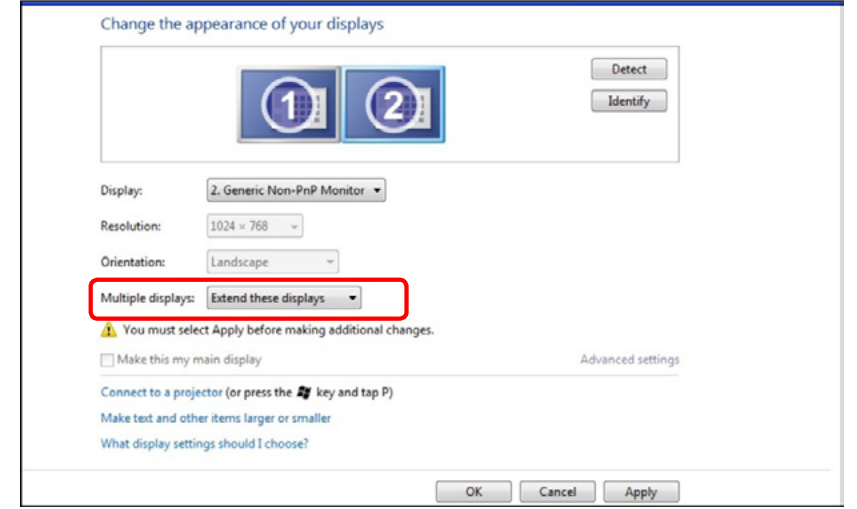 Change the appearance of your displays
1
2
Detect
Identify
Display: 2. Generic Non-PnP Monitor
Resolution: 1024 × 768
Orientation: Landscape
Multiple displays: Extend these displays
You must select Apply before making additional changes.
Make this my main display Advanced settings
Connect to a projector (or press the key and tap P)
Make text and other items larger or smaller
What display settings should I choose?
OK Cancel Apply